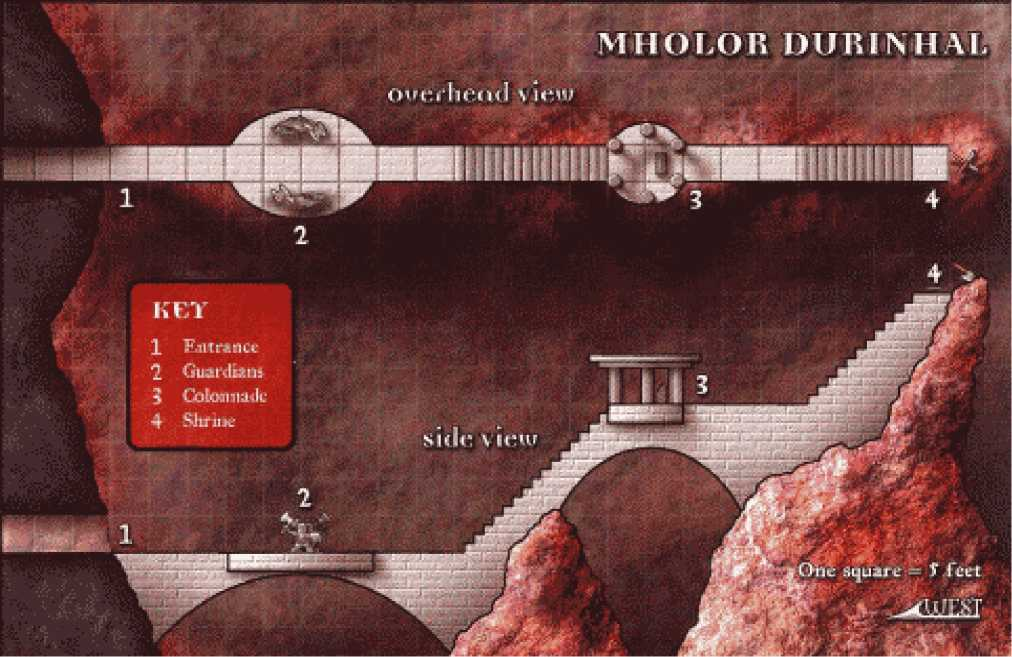 MHOLOR DURINHAL
overhead view
1
2
3
4
4
KEY
1 Entrance
2 Guardians
3 Colonnade
4 Shrine
3
side view
2
1
One square = 5 feet
WEST